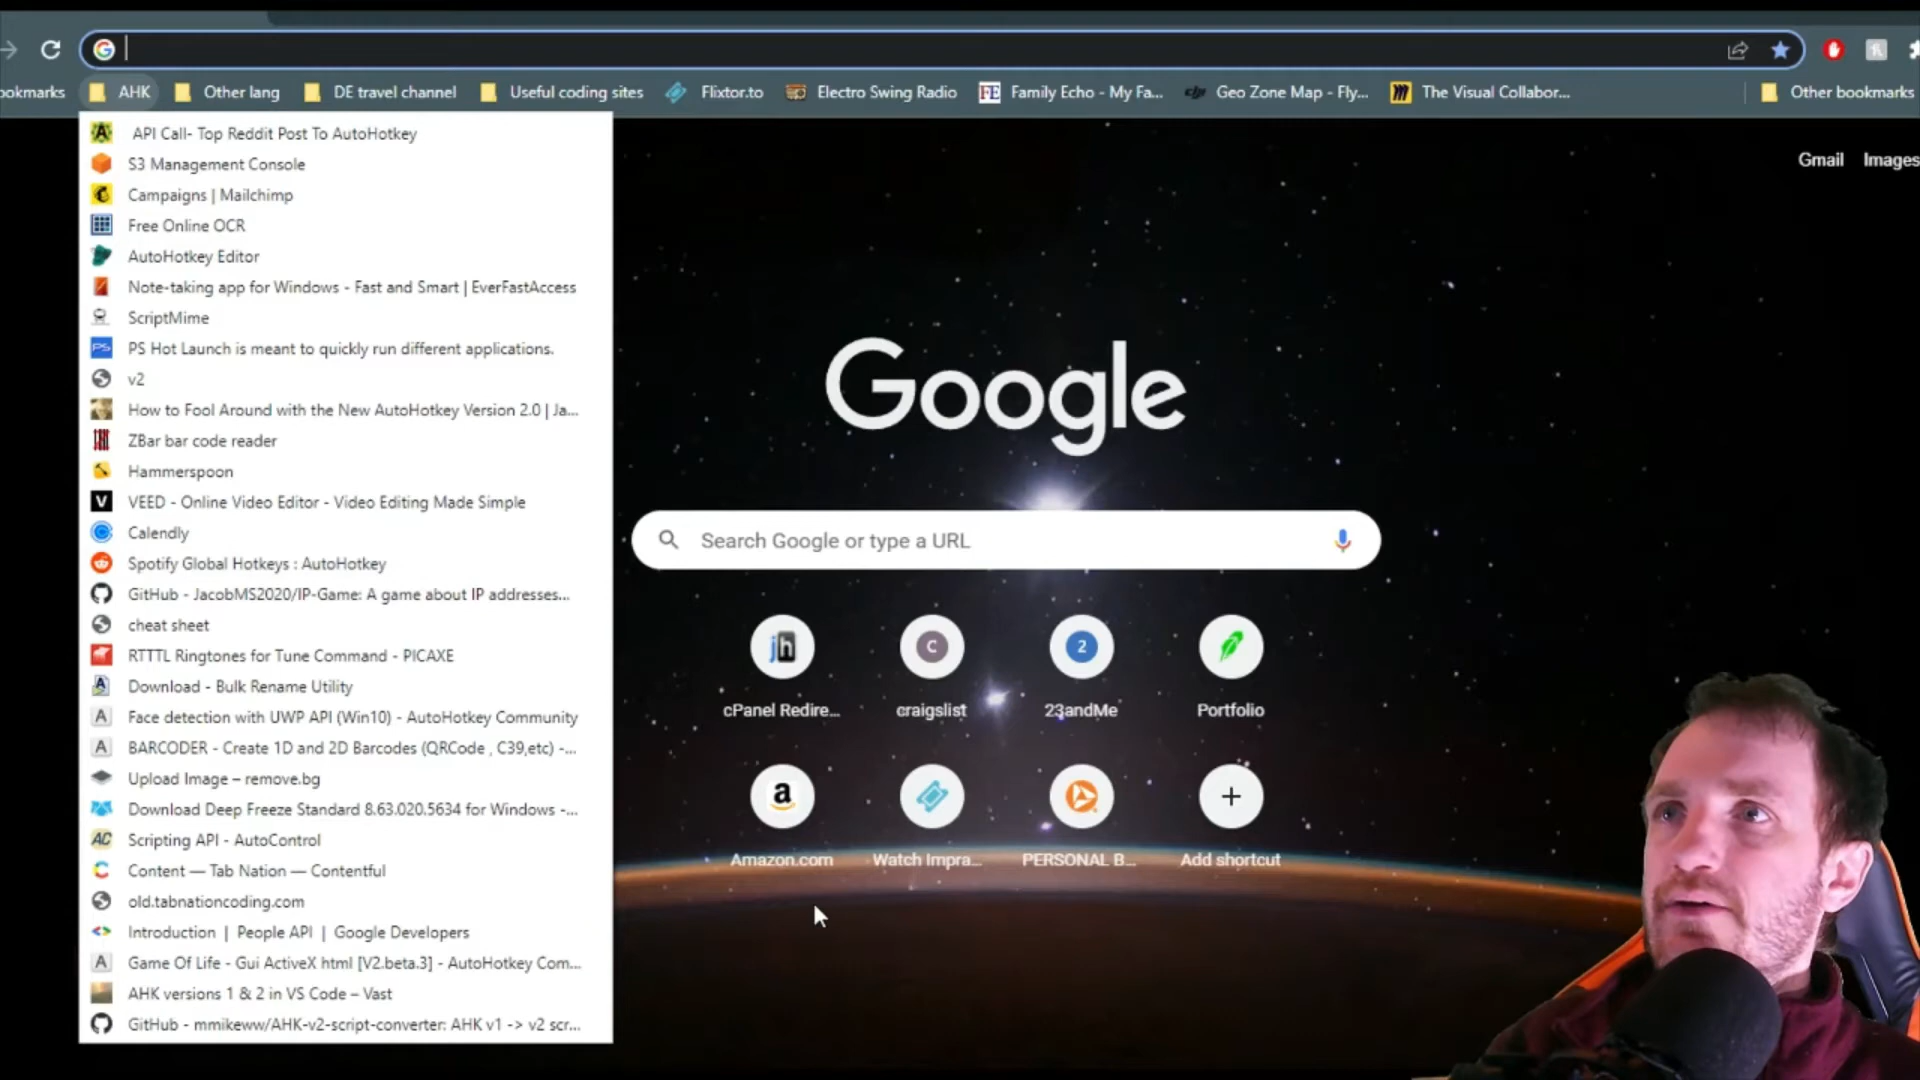 ookmarks
AHK
Other lang
DE travel channel
Useful coding sites
Flixtor.to
Electro Swing Radio
FE
Family Echo - My Fa...
Geo Zone Map - Fly...
The Visual Collabor...
Other bookmarks
API Call- Top Reddit Post To AutoHotkey
S3 Management Console
Campaigns | Mailchimp
Free Online OCR
AutoHotkey Editor
Note-taking app for Windows - Fast and Smart | EverFastAccess
ScriptMime
PS Hot Launch is meant to quickly run different applications.
v2
How to Fool Around with the New AutoHotkey Version 2.0 | Ja...
ZBar bar code reader
Hammerspoon
VEED - Online Video Editor - Video Editing Made Simple
Calendly
Spotify Global Hotkeys : AutoHotkey
GitHub - JacobMS2020/IP-Game: A game about IP addresses...
cheat sheet
RTTTL Ringtones for Tune Command - PICAXE
Download - Bulk Rename Utility
Face detection with UWP API (Win10) - AutoHotkey Community
BARCODER - Create 1D and 2D Barcodes (QRCode , C39,etc) -...
Upload Image – remove.bg
Download Deep Freeze Standard 8.63.020.5634 for Windows -...
Scripting API - AutoControl
Content — Tab Nation — Contentful
old.tabnationcoding.com
Introduction | People API | Google Developers
Game Of Life - Gui ActiveX html [V2.beta.3] - AutoHotkey Com...
AHK versions 1 & 2 in VS Code – Vast
GitHub - mmikeww/AHK-v2-script-converter: AHK v1 -> v2 scr...
Gmail
Images
Google
Search Google or type a URL
jh
C
2
cPanel Redire...
craigslist
23andMe
Portfolio
a
Amazon.com
Watch Impra...
PERSONAL B...
Add shortcut